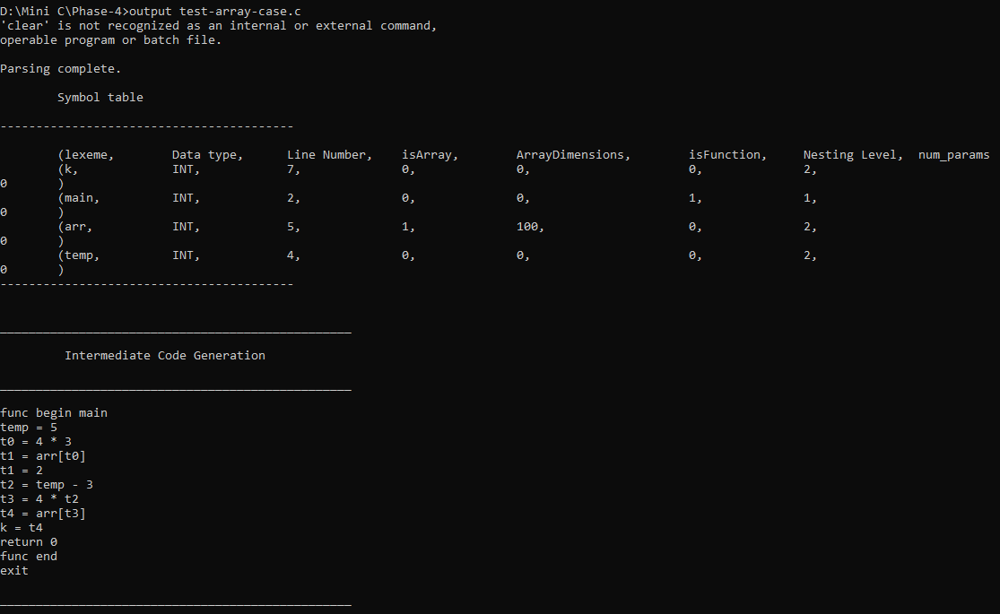 D:\Mini C\Phase-4>output test-array-case.c
'clear' is not recognized as an internal or external command,
operable program or batch file.
Parsing complete.
Symbol table
-----------------------------------------
(lexeme, Data type, Line Number, isArray, ArrayDimensions, isFunction, Nesting Level, num_params
(k, INT, 7, 0, 0, 0, 2,
0 )
(main, INT, 2, 0, 0, 1, 1,
0 )
(arr, INT, 5, 1, 100, 0, 2,
0 )
(temp, INT, 4, 0, 0, 0, 2,
0 )
-----------------------------------------
_________________________________________________
Intermediate Code Generation
_________________________________________________
func begin main
temp = 5
t0 = 4 * 3
t1 = arr[t0]
t1 = 2
t2 = temp - 3
t3 = 4 * t2
t4 = arr[t3]
k = t4
return 0
func end
exit
_________________________________________________